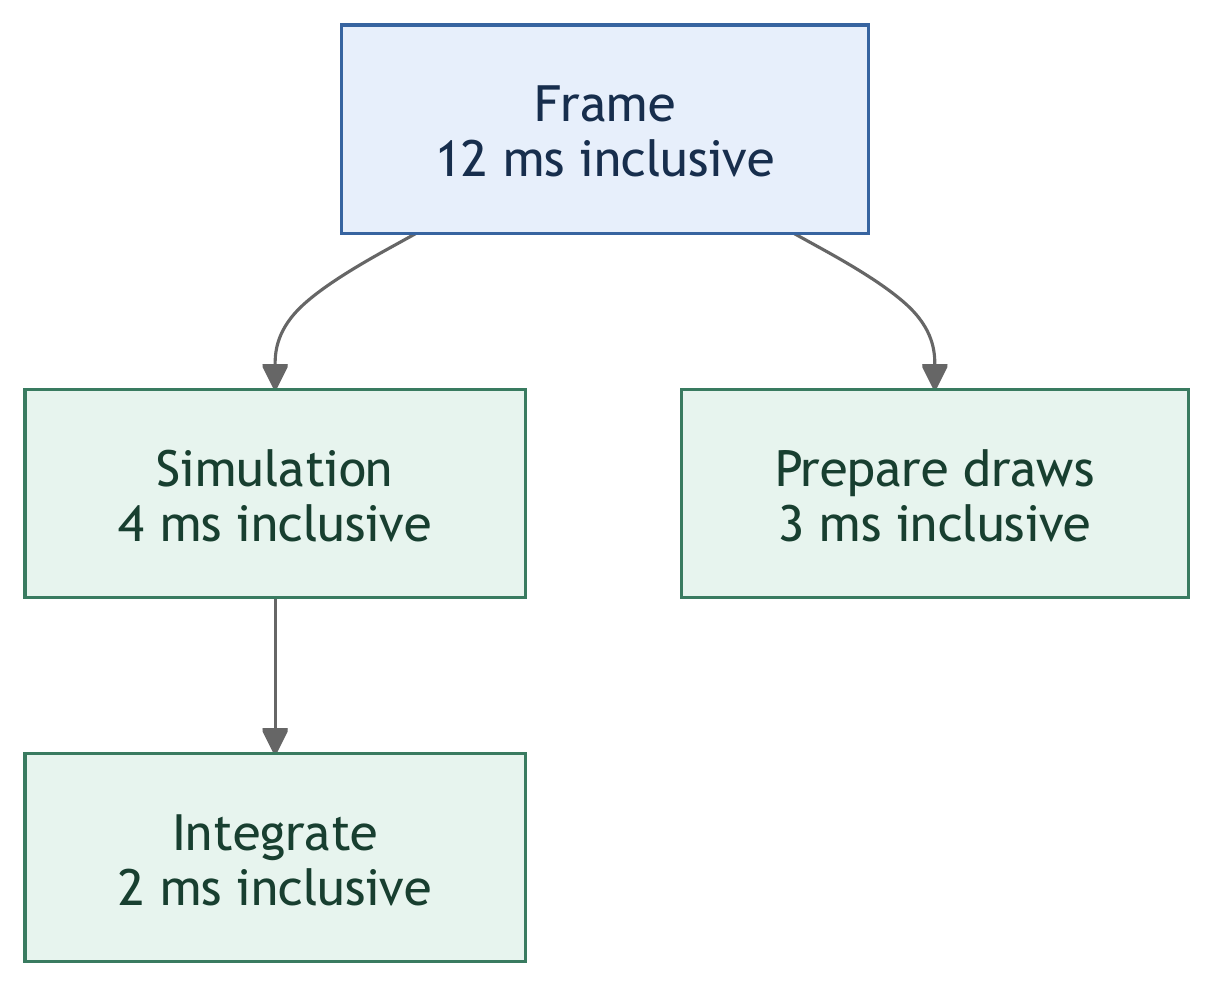 Frame
12 ms inclusive
Simulation
4 ms inclusive
Prepare draws
3 ms inclusive
Integrate
2 ms inclusive